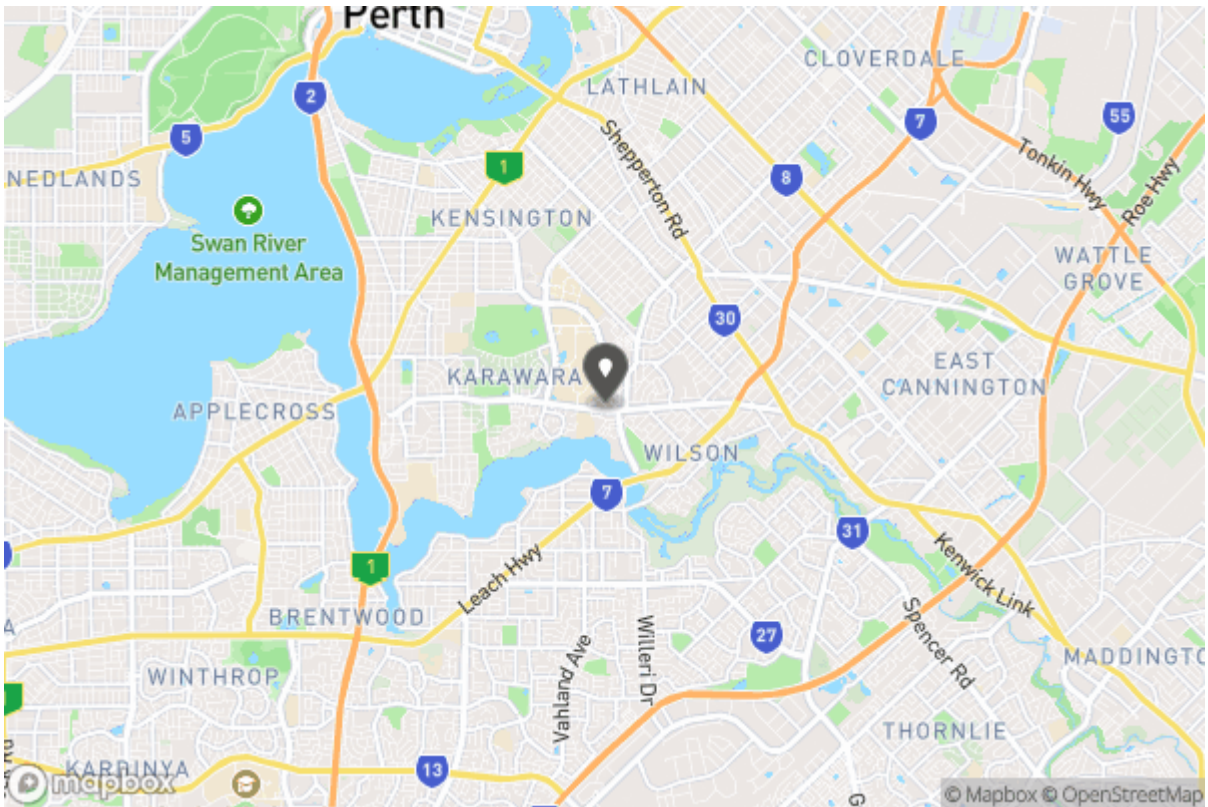 Perth
CLOVERDALE
LATHLAIN
2
55
7
5
Shepperton Rd
1
Tonkin Hwy
8
Roe Hwy
NEDLANDS
KENSINGTON
Swan River
Management Area
WATTLE
GROVE
30
EAST
CANNINGTON
KARAWARA
APPLECROSS
WILSON
7
31
1
Leach Hwy
Kenwick Link
BRENTWOOD
Spencer Rd
27
Willeri Dr
Vahland Ave
MADDINGTO
WINTHROP
THORNLIE
KARDINYA
13
mapbox
© Mapbox © OpenStreetMap